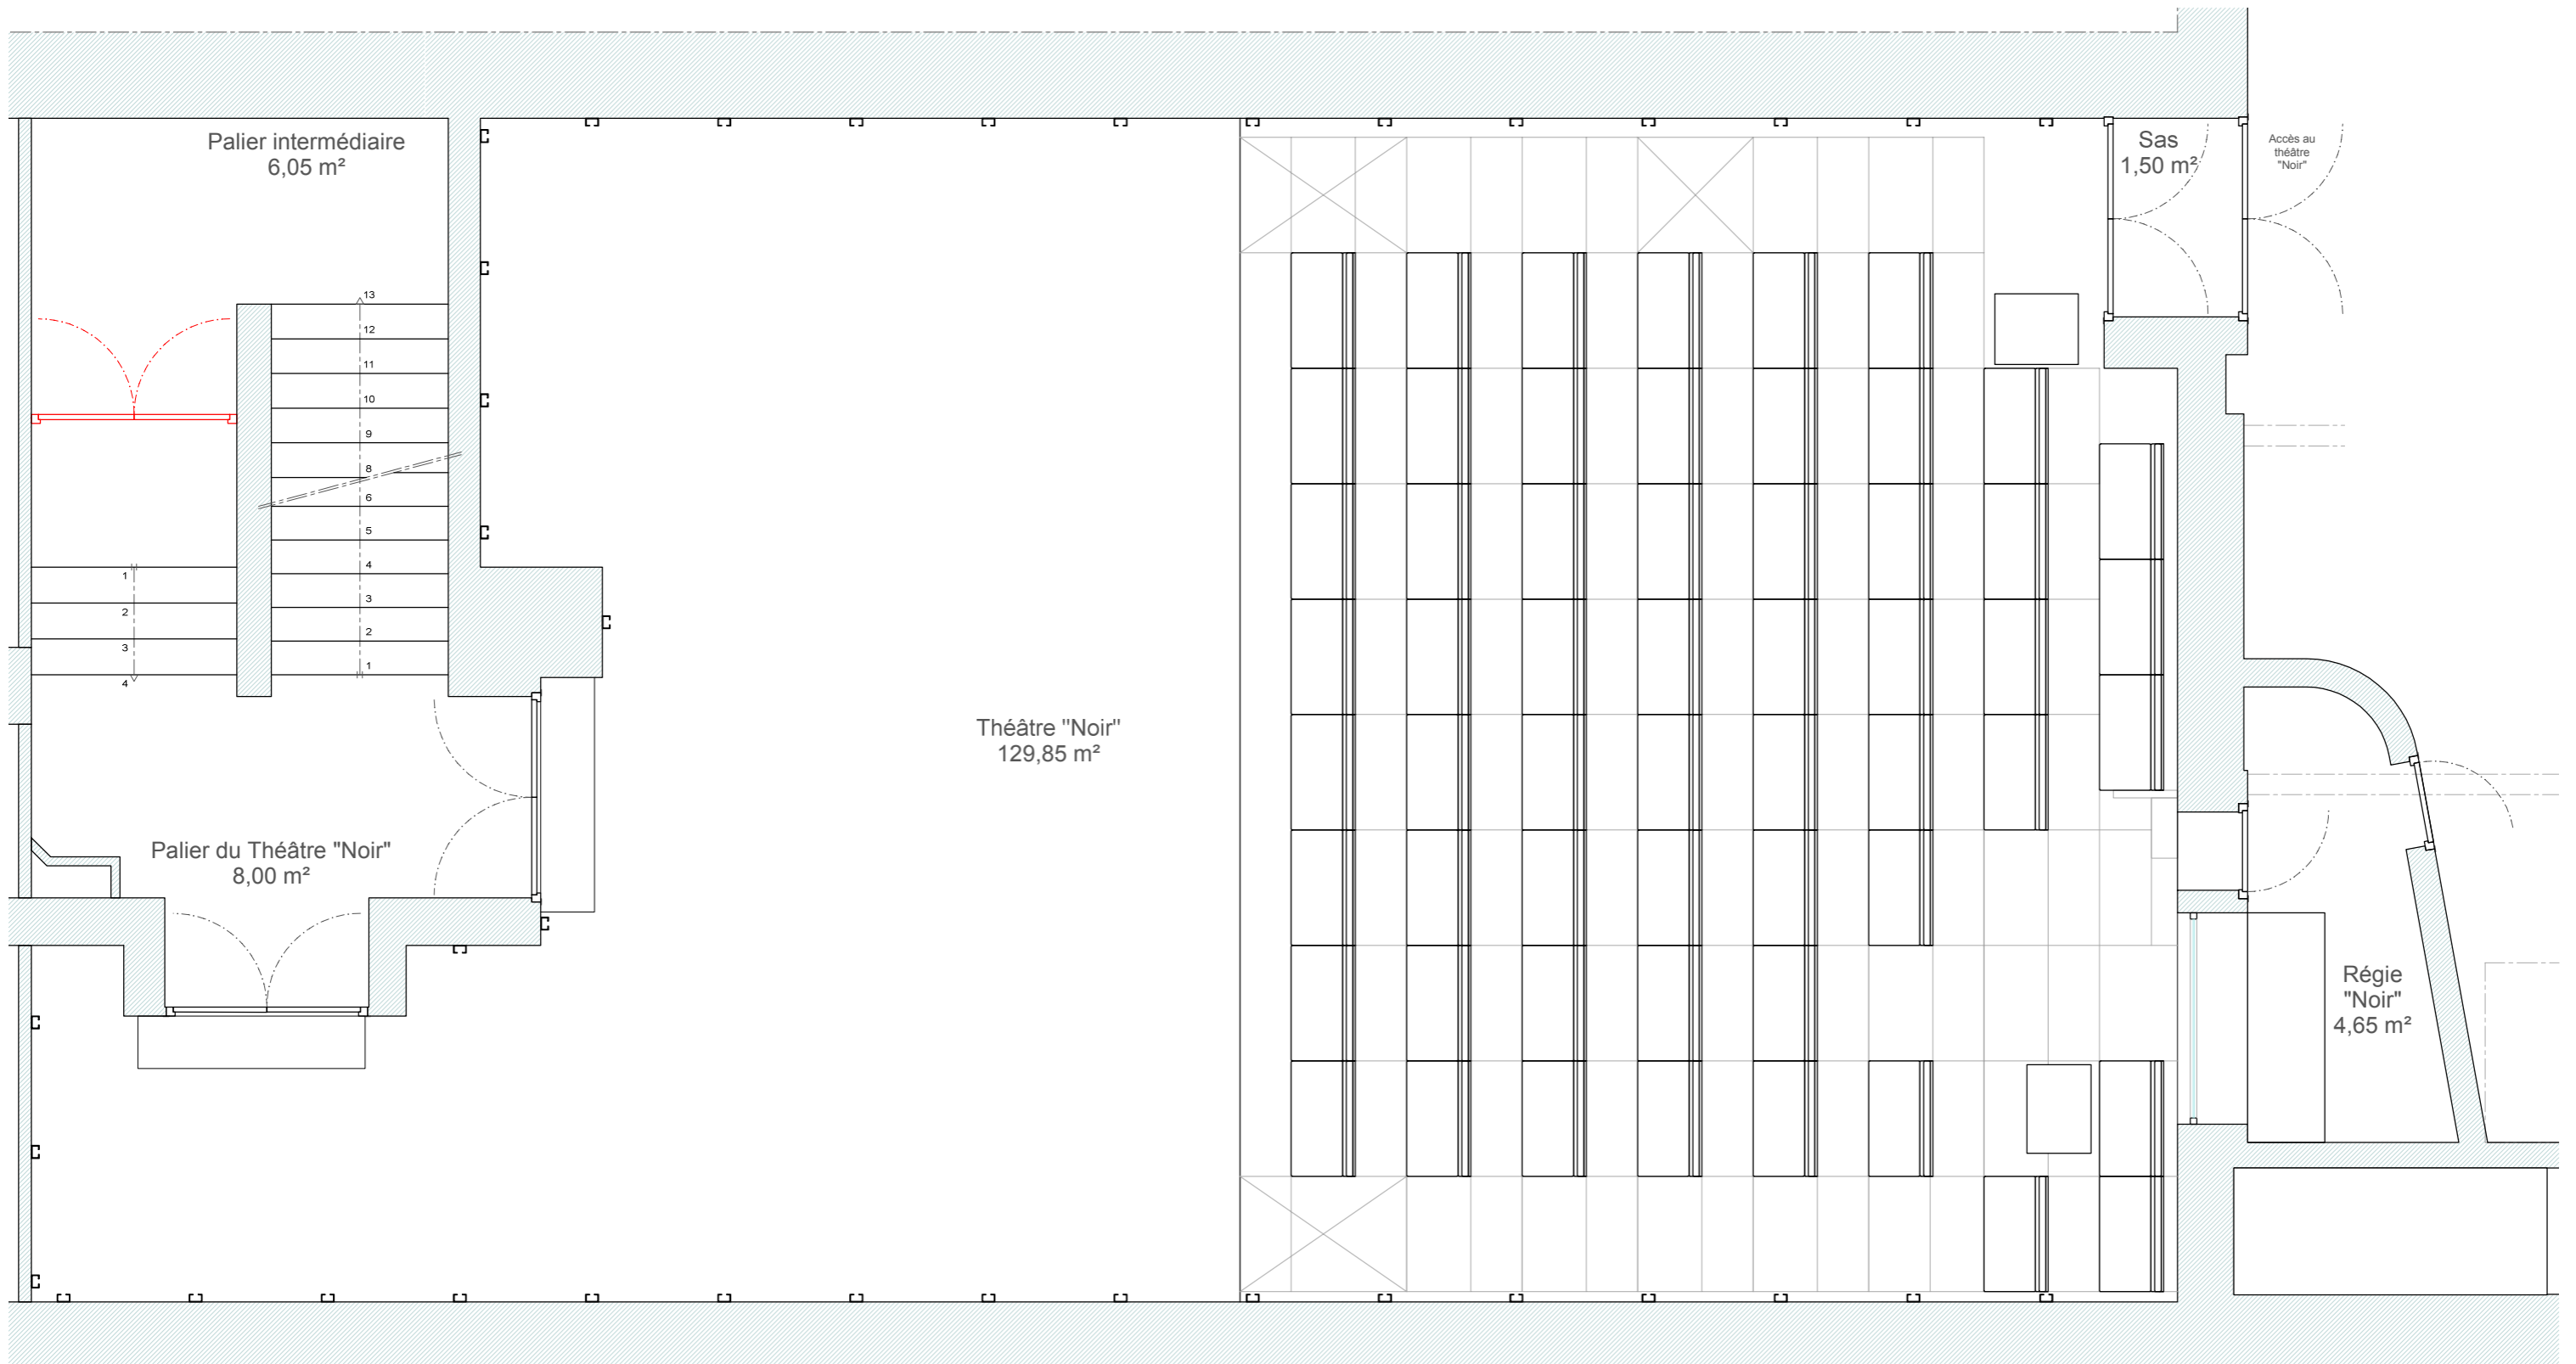 Palier intermédiaire
6,05 m²
Sas
1,50 m²
Accès au
théâtre
"Noir"
13
12
11
10
9
8
6
5
4
3
2
1
1
2
3
4
Théâtre "Noir"
129,85 m²
Palier du Théâtre "Noir"
8,00 m²
Régie
"Noir"
4,65 m²